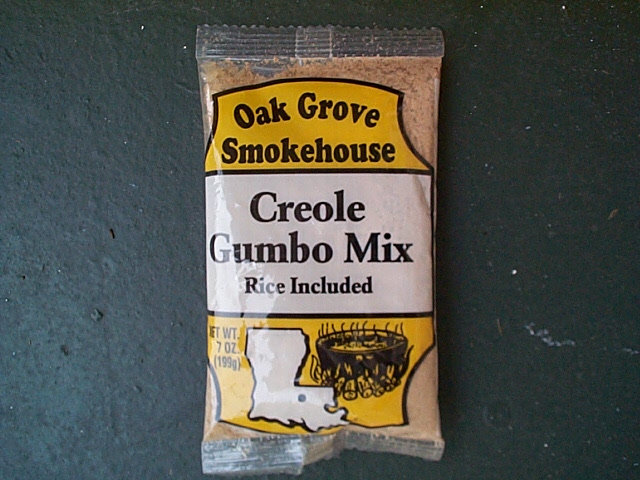 Oak Grove
Smokehouse
Creole
Gumbo Mix
Rice Included
NET WT.
7 OZ.
(199g)